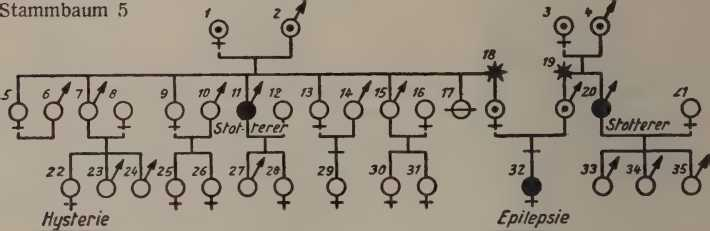 Stammbaum 5
1 2 3 4
18 19
5 6 7 8 9 10 11 12 13 14 15 16 17 20 21
Stot-terer Stotterer
22 23 24 25 26 27 28 29 30 31 32 33 34 35
Hysterie Epilepsie